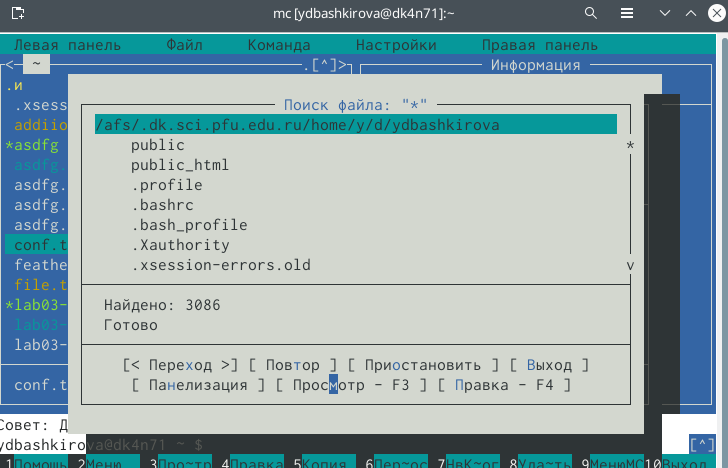 mc [ydbashkirova@dk4n71]:~
Левая панель Файл Команда Настройки Правая панель
<— ~ .[^]> Информация
.и
Поиск файла: "*"
.xsess
/afs/.dk.sci.pfu.edu.ru/home/y/d/ydbashkirova
addiio
public
*asdfg
public_html
asdfg.
.profile
asdfg.
.bashrc
asdfg.
.bash_profile
asdfg.
.Xauthority
conf.t
.xsession-errors.old
feathe
file.t
Найдено: 3086
*lab03-
Готово
lab03-
lab03-
[< Переход >] [ Повтор ] [ Приостановить ] [ Выход ]
conf.t
[ Панелизация ] [ Просмотр - F3 ] [ Правка - F4 ]
Совет: Д
ydbashkirova@dk4n71 ~ $ [^]
1Помощь 2Меню 3Про~тр 4Правка 5Копия 6Пер~ос 7НвК~ог 8Уда~ть 9МенюMC 10Выход